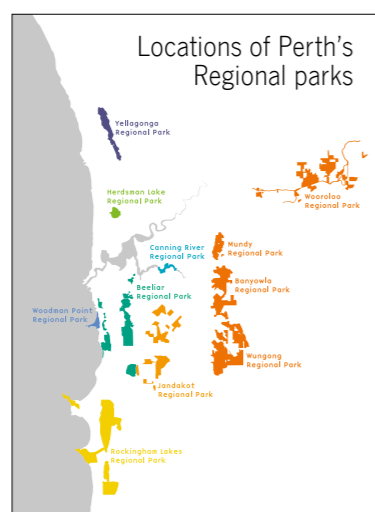 Locations of Perth's
Regional parks
Yellagonga
Regional Park
Herdsman Lake
Regional Park
Wooroloo
Regional Park
Canning River
Regional Park
Mundy
Regional Park
Beeliar
Regional Park
Banyowla
Regional Park
Woodman Point
Regional Park
Wungong
Regional Park
Jandakot
Regional Park
Rockingham Lakes
Regional Park